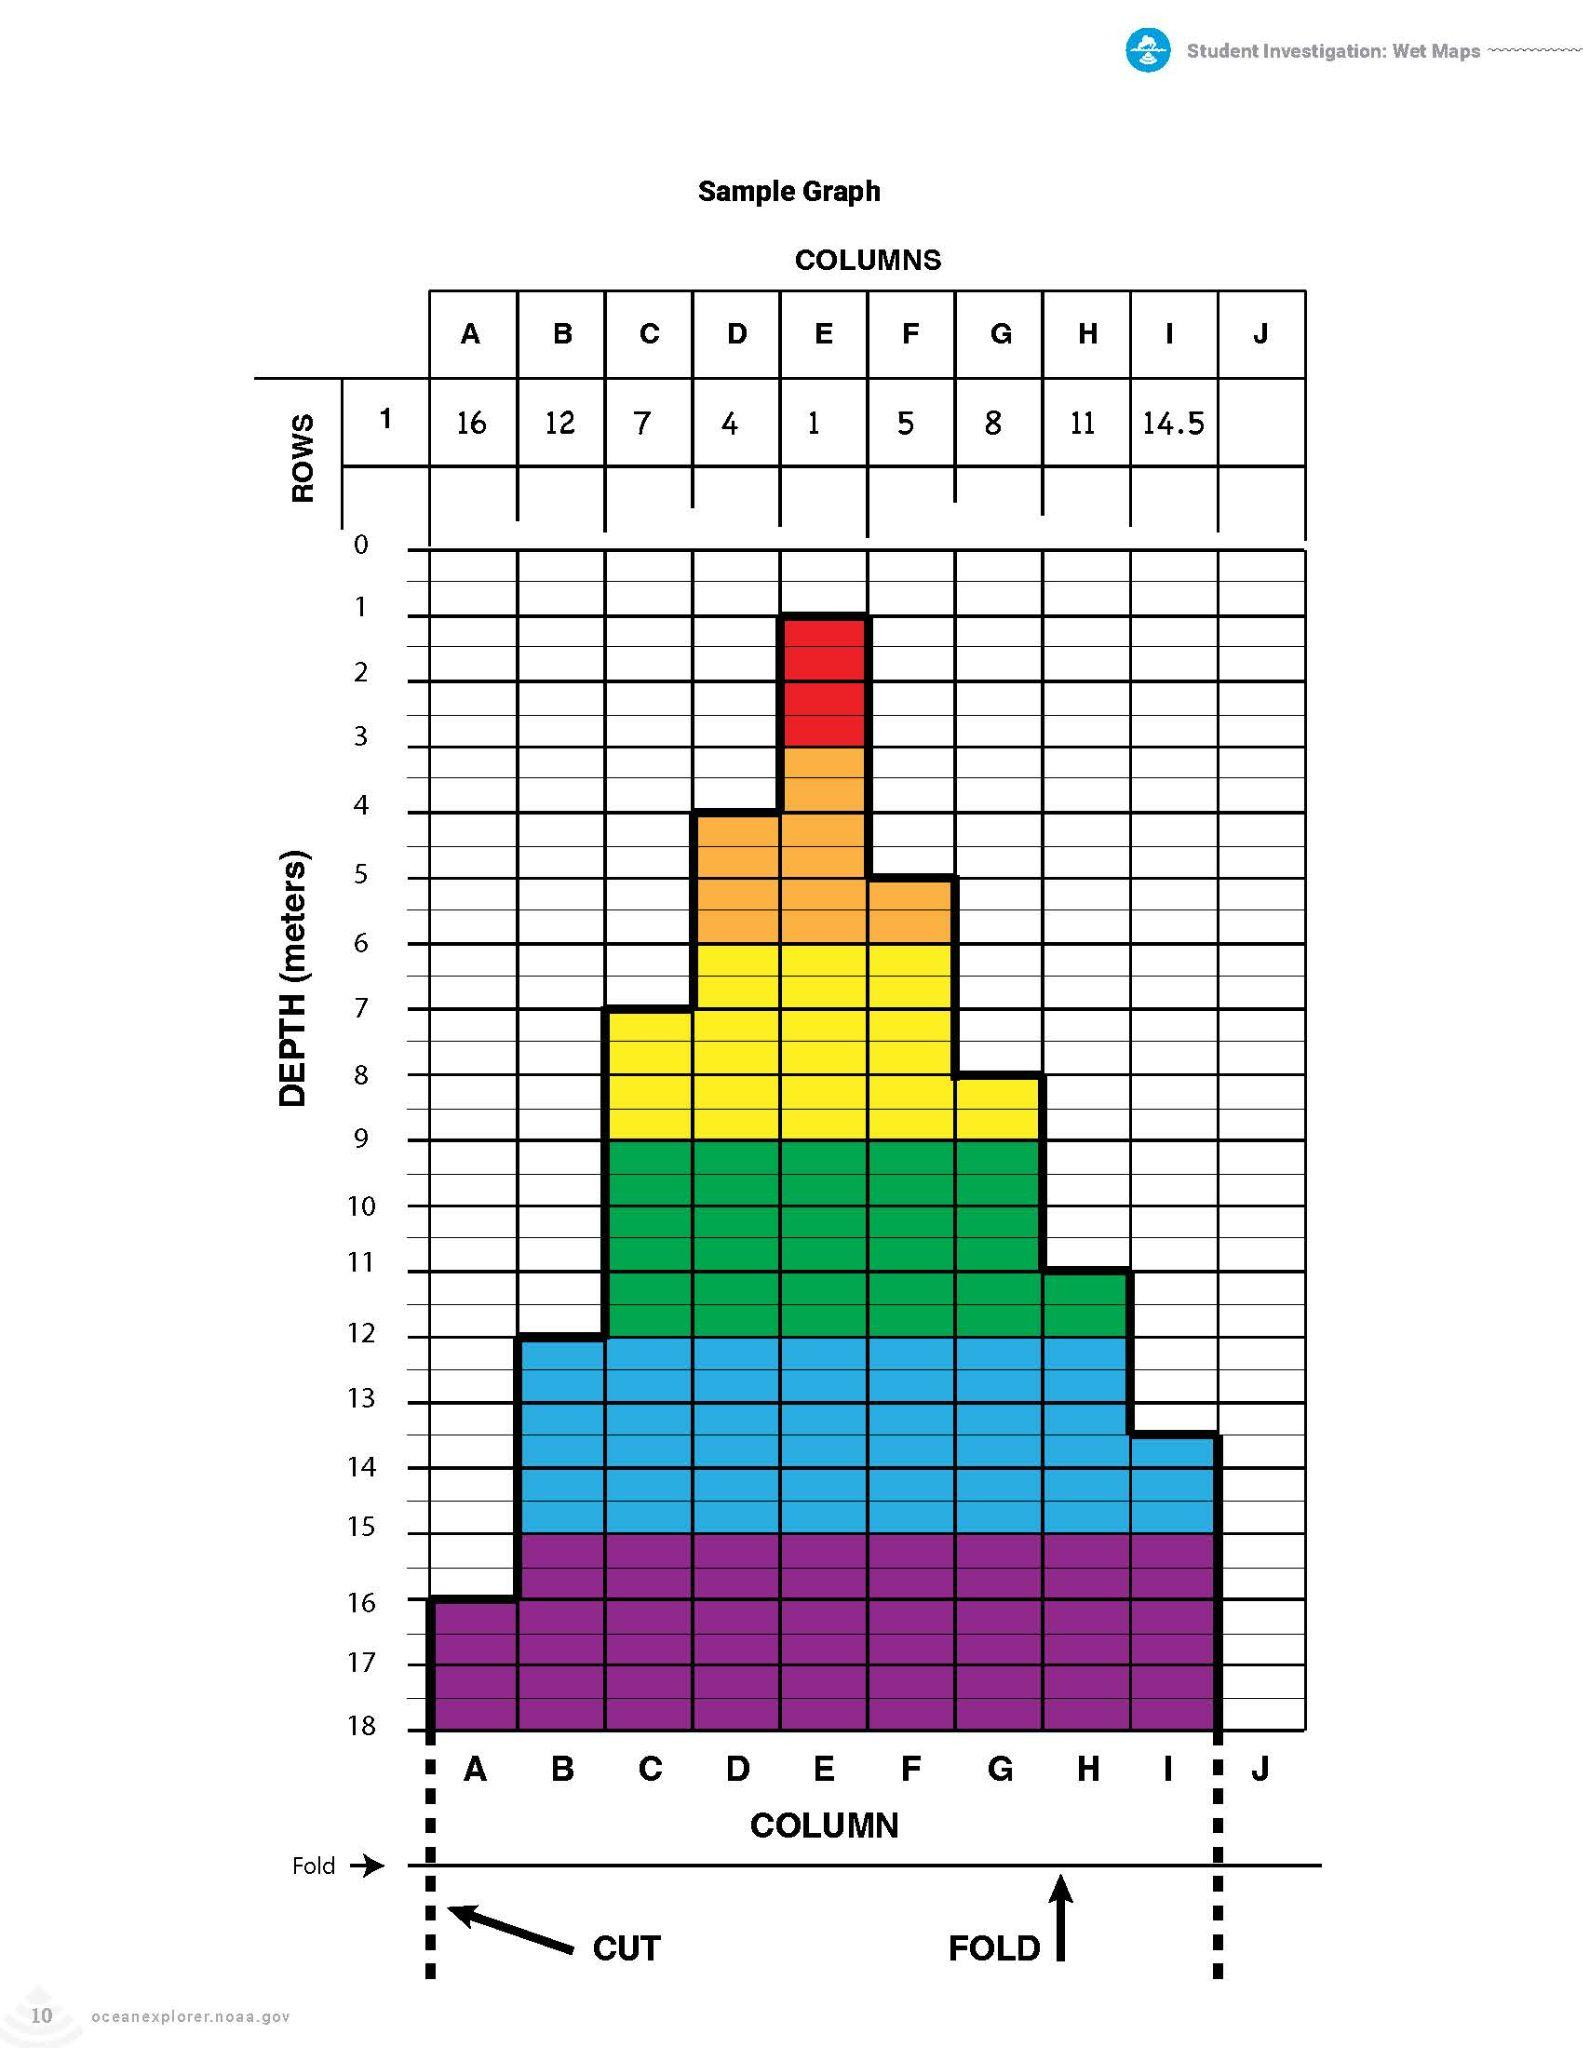 Student Investigation: Wet Maps
Sample Graph
COLUMNS
A B C D E F G H I J
ROWS
1 16 12 7 4 1 5 8 11 14.5
DEPTH (meters)
0
1
2
3
4
5
6
7
8
9
10
11
12
13
14
15
16
17
18
A B C D E F G H I J
COLUMN
Fold
CUT FOLD
10 oceanexplorer.noaa.gov